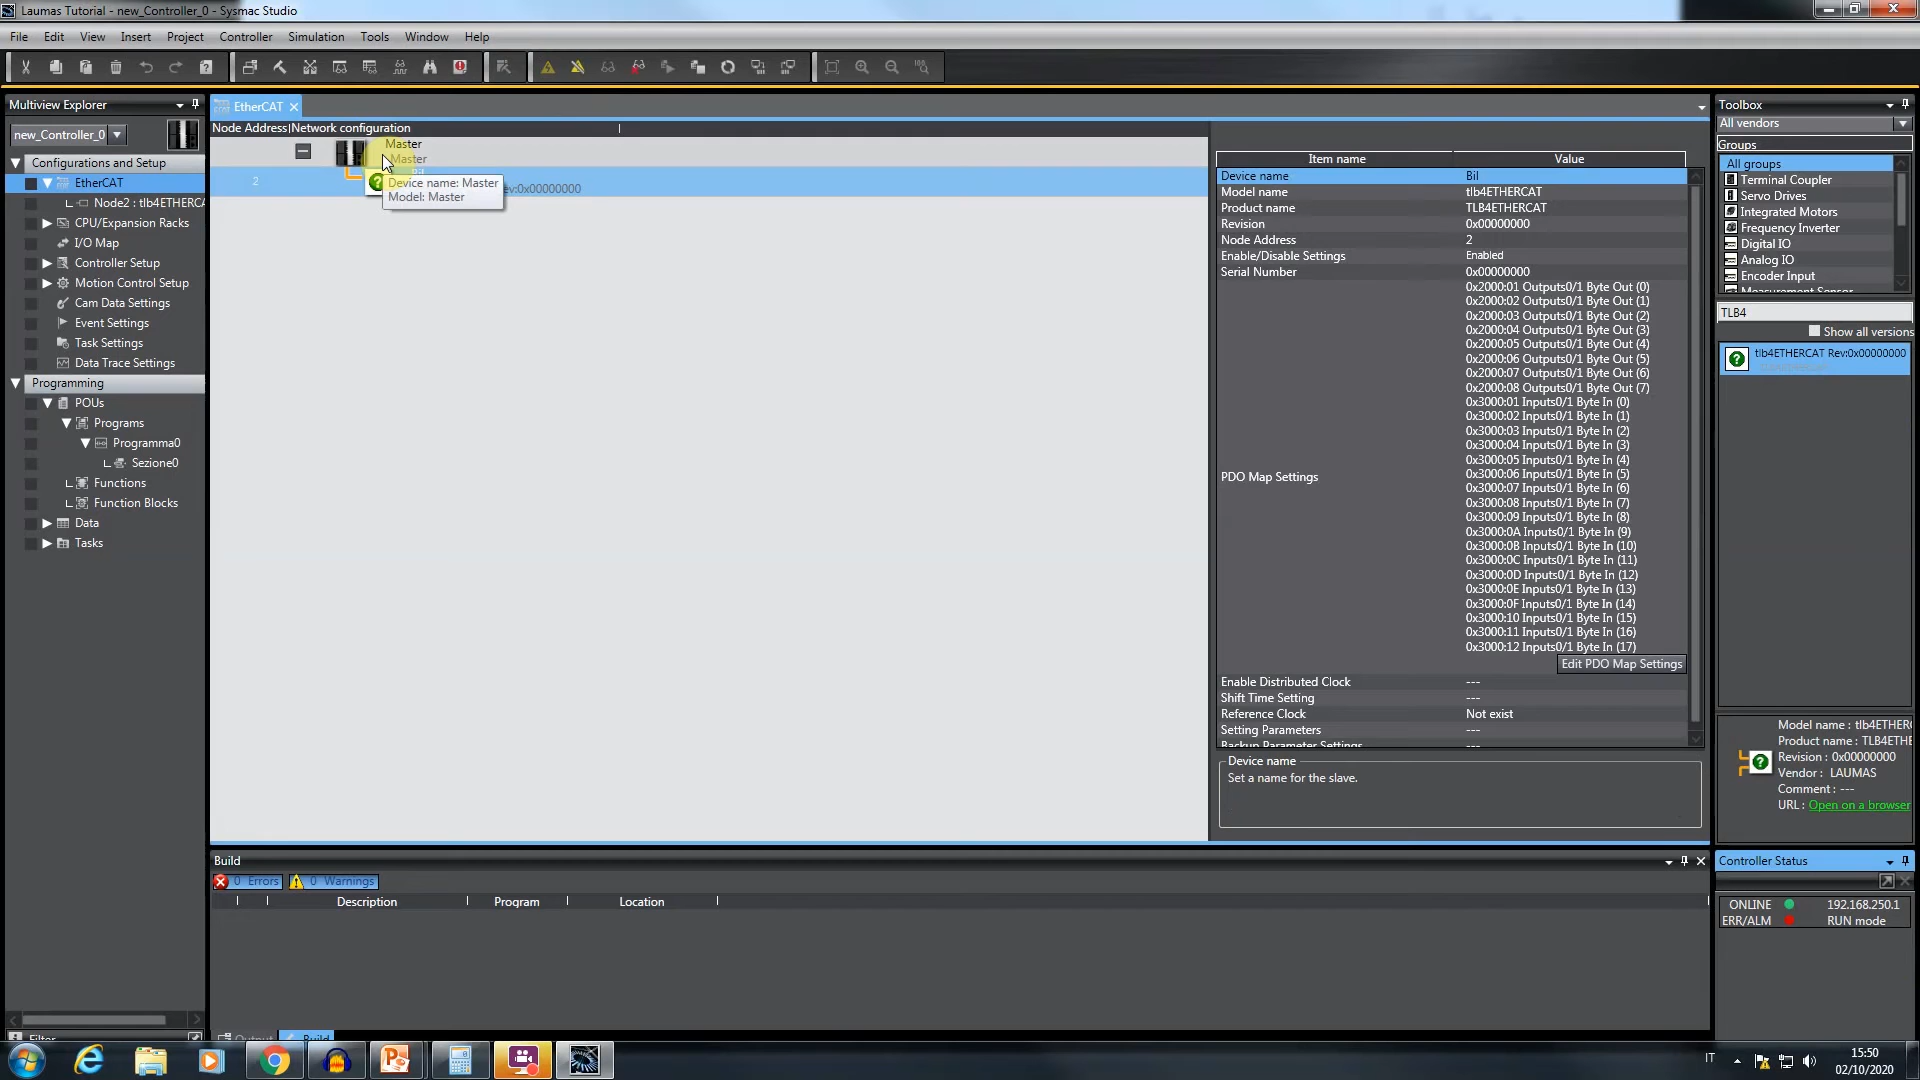 Laumas Tutorial - new_Controller_0 - Sysmac Studio
File Edit View Insert Project Controller Simulation Tools Window Help
Multiview Explorer
new_Controller_0
Configurations and Setup
EtherCAT
Node2 : tlb4ETHERCA
CPU/Expansion Racks
I/O Map
Controller Setup
Motion Control Setup
Cam Data Settings
Event Settings
Task Settings
Data Trace Settings
Programming
POUs
Programs
Programma0
Sezione0
Functions
Function Blocks
Data
Tasks
Filter
EtherCAT
Node Address|Network configuration
Master
Master
2
Bil
ev:0x00000000
Device name: Master
Model: Master
Item name Value
Device name Bil
Model name tlb4ETHERCAT
Product name TLB4ETHERCAT
Revision 0x00000000
Node Address 2
Enable/Disable Settings Enabled
Serial Number 0x00000000
PDO Map Settings
0x2000:01 Outputs0/1 Byte Out (0)
0x2000:02 Outputs0/1 Byte Out (1)
0x2000:03 Outputs0/1 Byte Out (2)
0x2000:04 Outputs0/1 Byte Out (3)
0x2000:05 Outputs0/1 Byte Out (4)
0x2000:06 Outputs0/1 Byte Out (5)
0x2000:07 Outputs0/1 Byte Out (6)
0x2000:08 Outputs0/1 Byte Out (7)
0x3000:01 Inputs0/1 Byte In (0)
0x3000:02 Inputs0/1 Byte In (1)
0x3000:03 Inputs0/1 Byte In (2)
0x3000:04 Inputs0/1 Byte In (3)
0x3000:05 Inputs0/1 Byte In (4)
0x3000:06 Inputs0/1 Byte In (5)
0x3000:07 Inputs0/1 Byte In (6)
0x3000:08 Inputs0/1 Byte In (7)
0x3000:09 Inputs0/1 Byte In (8)
0x3000:0A Inputs0/1 Byte In (9)
0x3000:0B Inputs0/1 Byte In (10)
0x3000:0C Inputs0/1 Byte In (11)
0x3000:0D Inputs0/1 Byte In (12)
0x3000:0E Inputs0/1 Byte In (13)
0x3000:0F Inputs0/1 Byte In (14)
0x3000:10 Inputs0/1 Byte In (15)
0x3000:11 Inputs0/1 Byte In (16)
0x3000:12 Inputs0/1 Byte In (17)
Edit PDO Map Settings
Enable Distributed Clock ---
Shift Time Setting ---
Reference Clock Not exist
Setting Parameters ---
Backup Parameter Settings ---
Device name
Set a name for the slave.
Toolbox
All vendors
Groups
All groups
Terminal Coupler
Servo Drives
Integrated Motors
Frequency Inverter
Digital IO
Analog IO
Encoder Input
Measurement Sensor
TLB4
Show all versions
tlb4ETHERCAT Rev:0x00000000
Model name : tlb4ETHER
Product name : TLB4ETHE
Revision : 0x00000000
Vendor : LAUMAS
Comment : ---
URL : Open on a browser
Build
0 Errors 0 Warnings
Description Program Location
Output Build
Controller Status
ONLINE 192.168.250.1
ERR/ALM RUN mode
IT
15:50
02/10/2020